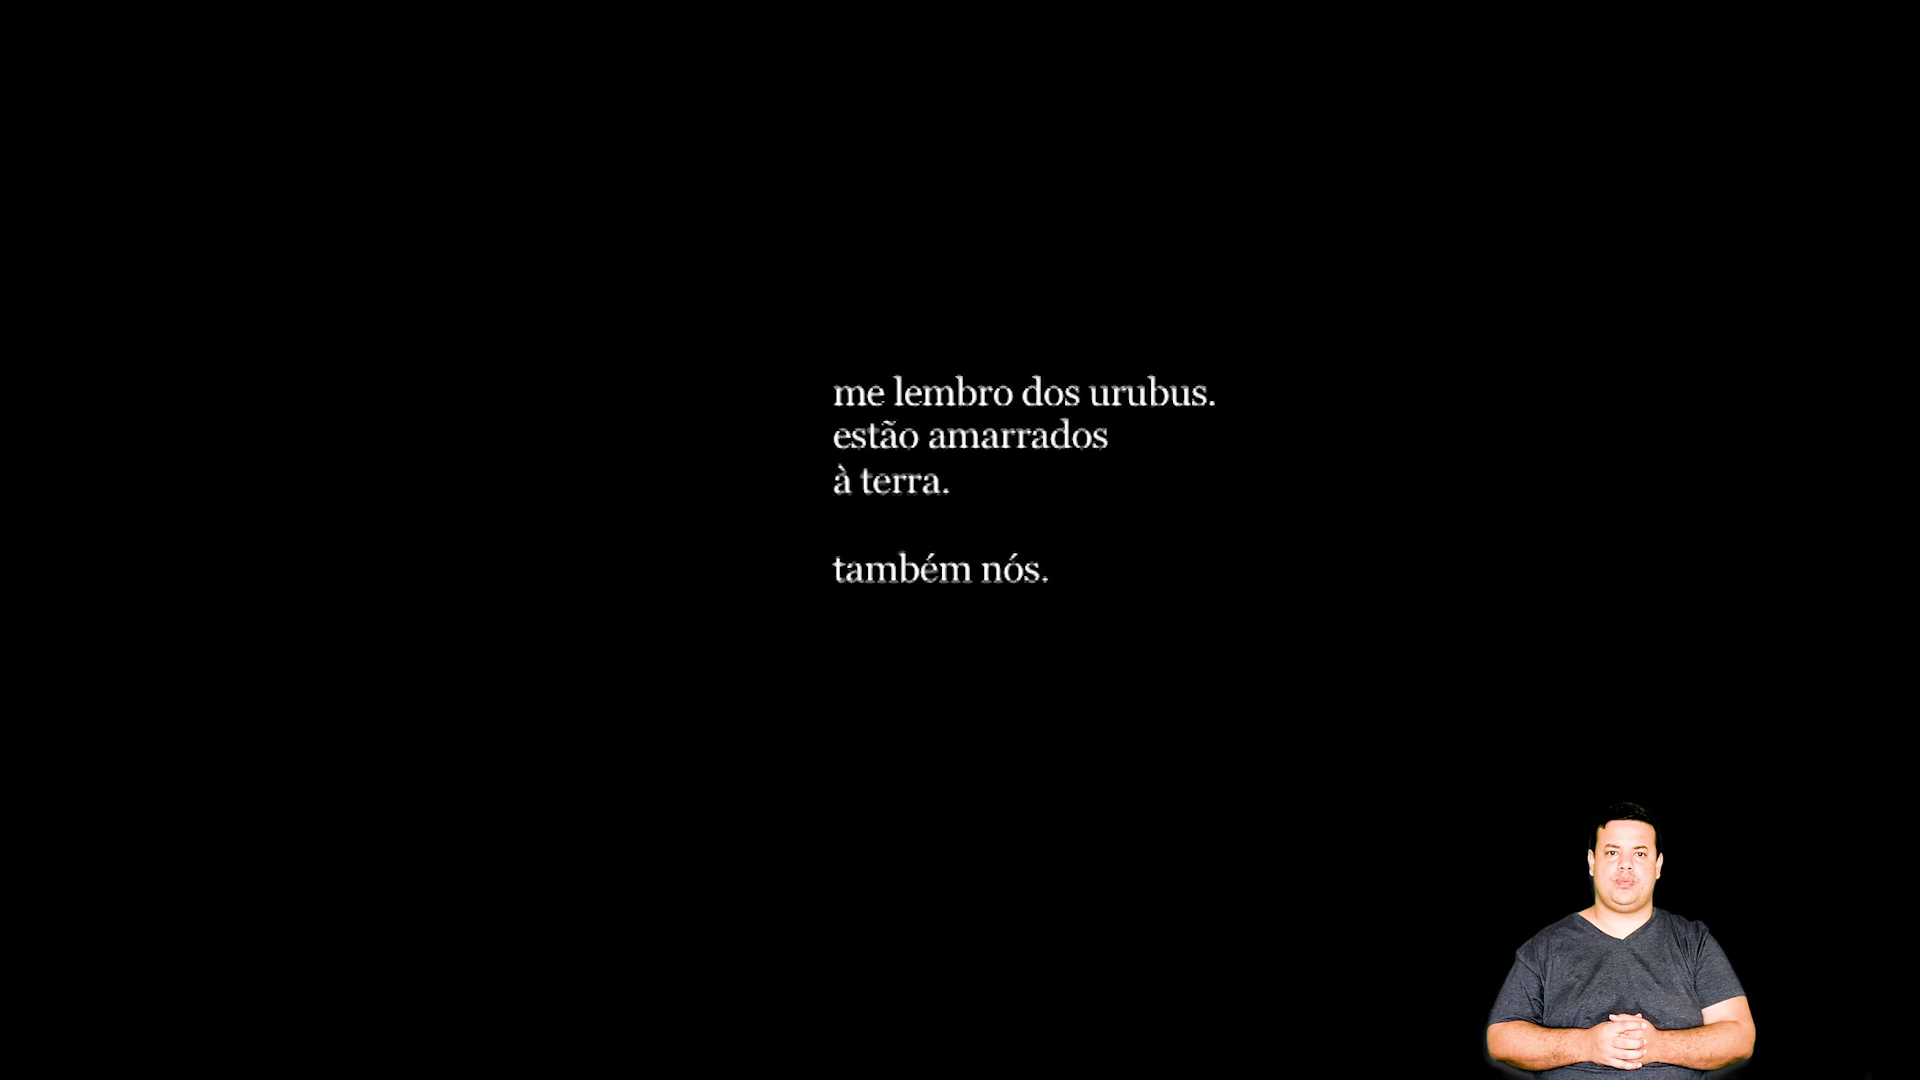 me lembro dos urubus.
estão amarrados
à terra.
também nós.